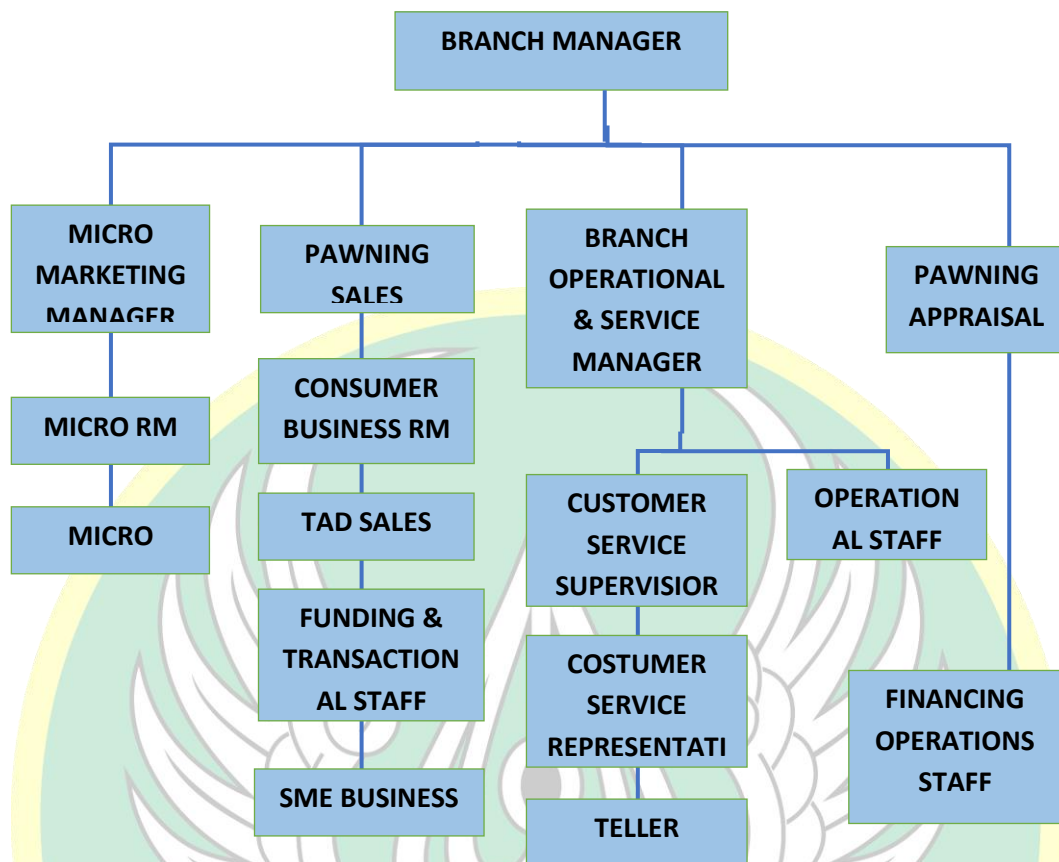 BRANCH MANAGER
MICRO
MARKETING
MANAGER
PAWNING
SALES
BRANCH
OPERATIONAL
& SERVICE
MANAGER
PAWNING
APPRAISAL
MICRO RM
CONSUMER
BUSINESS RM
MICRO
TAD SALES
CUSTOMER
SERVICE
SUPERVISIOR
OPERATION
AL STAFF
FUNDING &
TRANSACTION
AL STAFF
COSTUMER
SERVICE
REPRESENTATI
FINANCING
OPERATIONS
STAFF
SME BUSINESS
TELLER